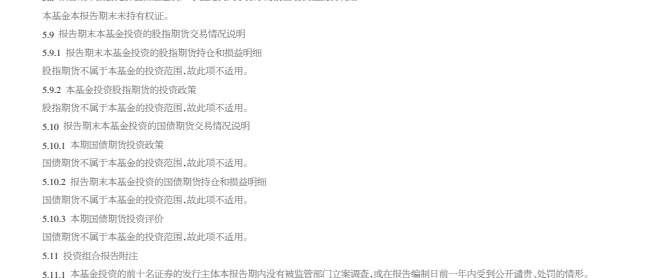 本基金本报告期末未持有权证。
5.9 报告期末本基金投资的股指期货交易情况说明
5.9.1 报告期末本基金投资的股指期货持仓和损益明细
股指期货不属于本基金的投资范围,故此项不适用。
5.9.2 本基金投资股指期货的投资政策
股指期货不属于本基金的投资范围,故此项不适用。
5.10 报告期末本基金投资的国债期货交易情况说明
5.10.1 本期国债期货投资政策
国债期货不属于本基金的投资范围,故此项不适用。
5.10.2 报告期末本基金投资的国债期货持仓和损益明细
国债期货不属于本基金的投资范围,故此项不适用。
5.10.3 本期国债期货投资评价
国债期货不属于本基金的投资范围,故此项不适用。
5.11 投资组合报告附注
5.11.1 本基金投资的前十名证券的发行主体本报告期内没有被监管部门立案调查,或在报告编制日前一年内受到公开谴责、处罚的情形。